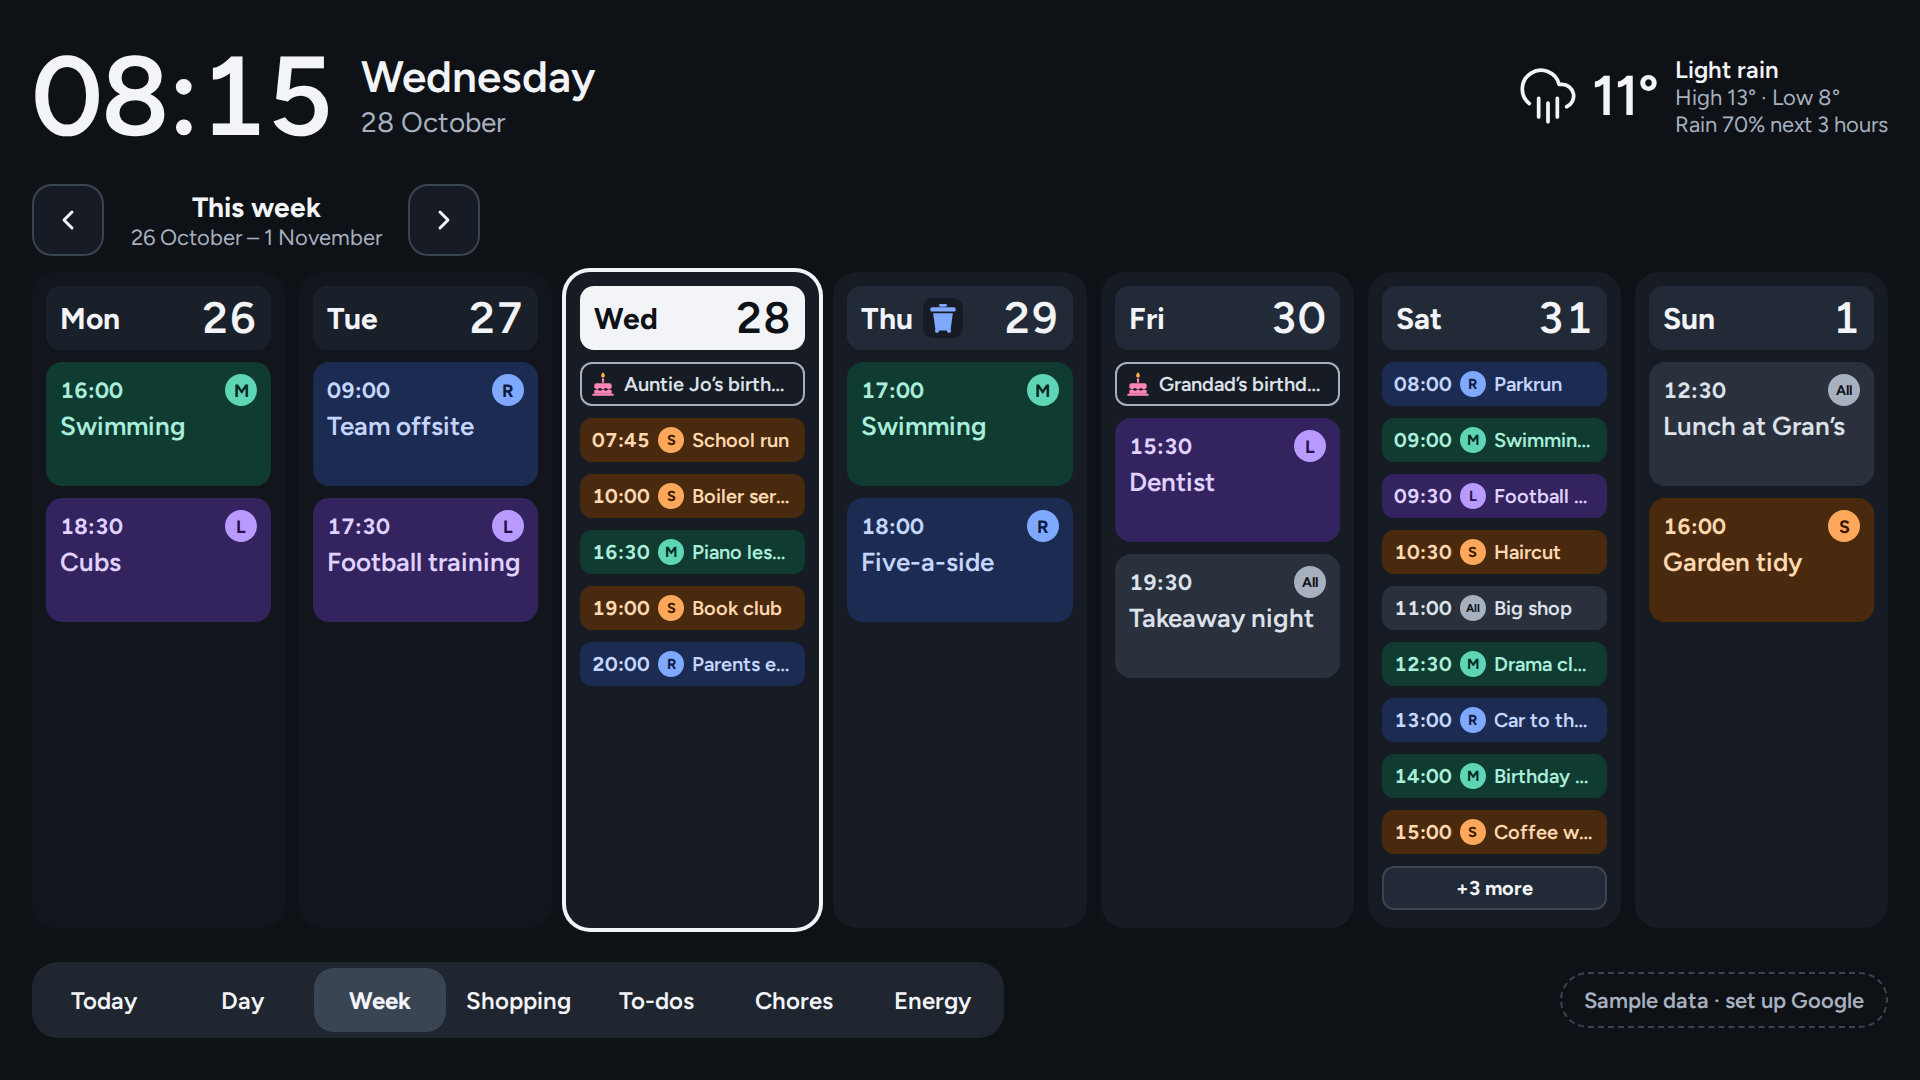 08:15
Wednesday
28 October
11°
Light rain
High 13° · Low 8°
Rain 70% next 3 hours
This week
26 October – 1 November
Mon 26
16:00 M
Swimming
18:30 L
Cubs
Tue 27
09:00 R
Team offsite
17:30 L
Football training
Wed 28
Auntie Jo’s birth...
07:45 S School run
10:00 S Boiler ser...
16:30 M Piano les...
19:00 S Book club
20:00 R Parents e...
Thu 29
17:00 M
Swimming
18:00 R
Five-a-side
Fri 30
Grandad’s birthd...
15:30 L
Dentist
19:30 All
Takeaway night
Sat 31
08:00 R Parkrun
09:00 M Swimmin...
09:30 L Football ...
10:30 S Haircut
11:00 All Big shop
12:30 M Drama cl...
13:00 R Car to th...
14:00 M Birthday ...
15:00 S Coffee w...
+3 more
Sun 1
12:30 All
Lunch at Gran’s
16:00 S
Garden tidy
Today Day Week Shopping To-dos Chores Energy
Sample data · set up Google